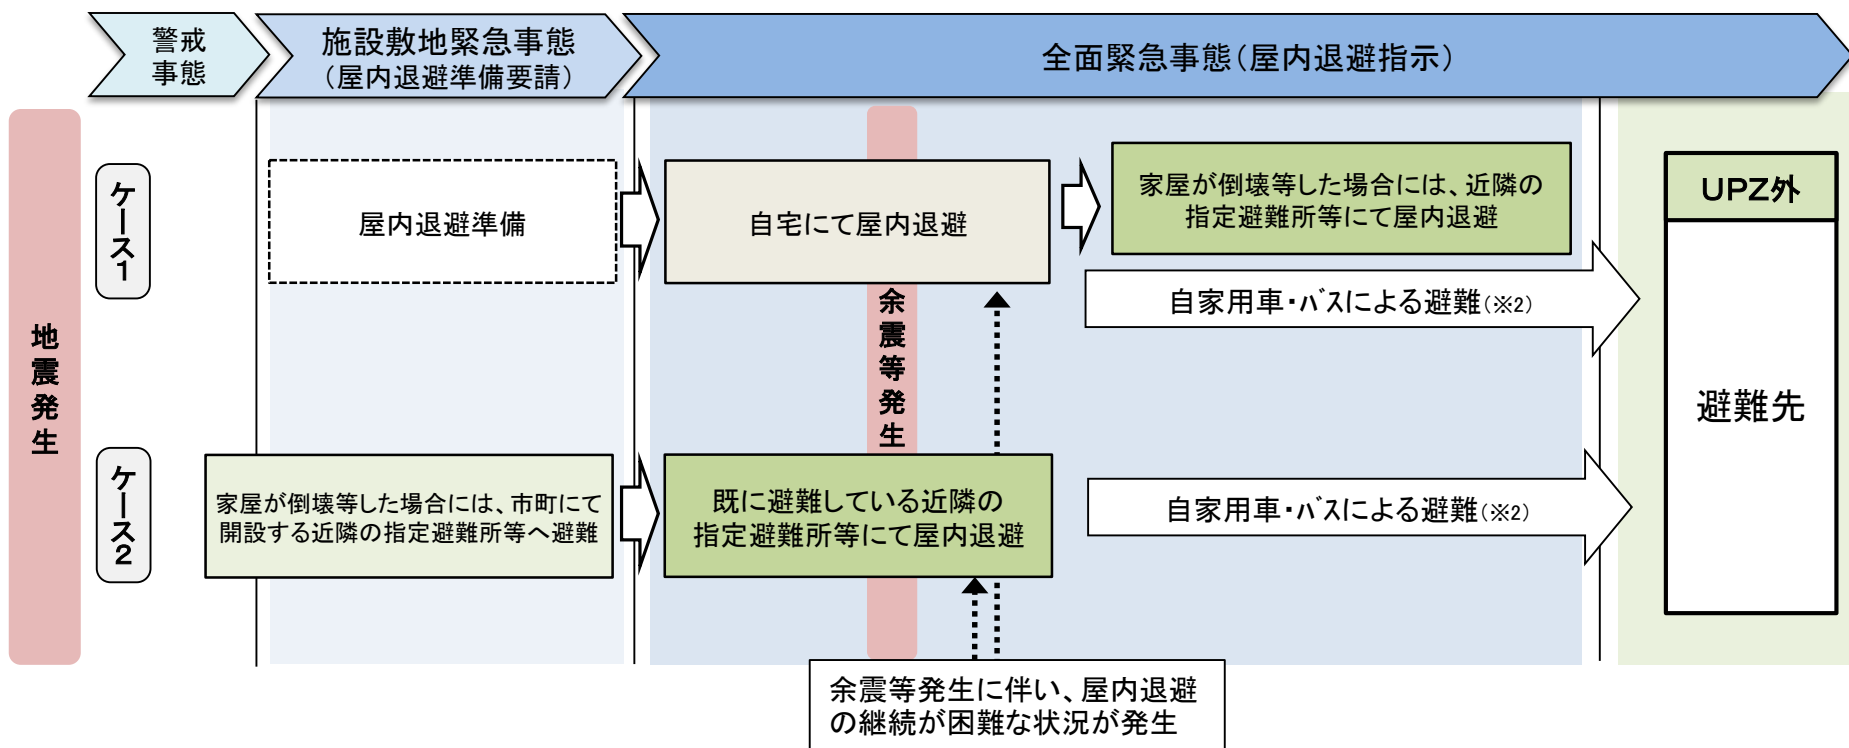 警戒
事態
施設敷地緊急事態
（屋内退避準備要請）
全面緊急事態（屋内退避指示）
地震発生
ケース1
屋内退避準備
自宅にて屋内退避
家屋が倒壊等した場合には、近隣の
指定避難所等にて屋内退避
自家用車・バスによる避難（※2）
余震等発生
UPZ外
避難先
ケース2
家屋が倒壊等した場合には、市町にて
開設する近隣の指定避難所等へ避難
既に避難している近隣の
指定避難所等にて屋内退避
自家用車・バスによる避難（※2）
余震等発生に伴い、屋内退避
の継続が困難な状況が発生